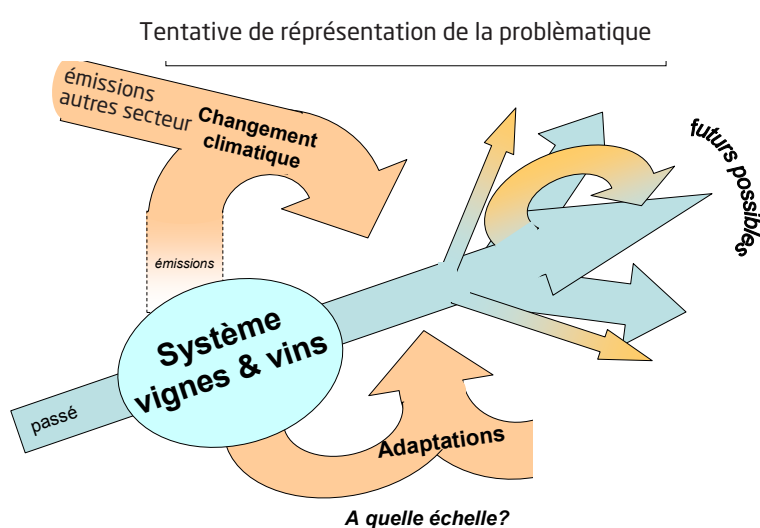 Tentative de réprésentation de la problèmatique
émissions
autres secteur
Changement
climatique
futurs possibles
émissions
Système
vignes & vins
passé
Adaptations
A quelle échelle?